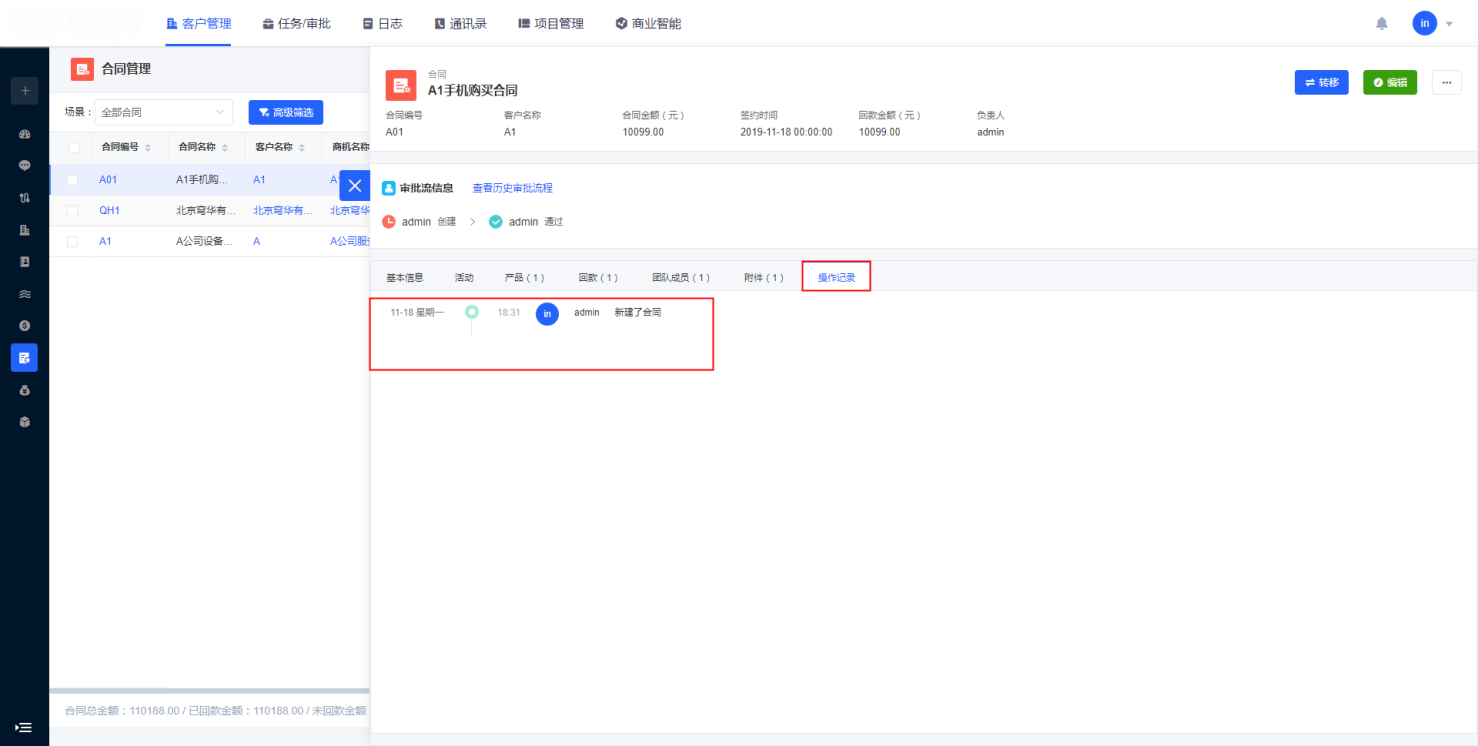 客户管理 任务/审批 日志 通讯录 项目管理 商业智能 in
合同管理
场景： 全部合同 高级筛选
合同编号 合同名称 客户名称 商机名称
A01 A1手机购... A1 A
QH1 北京穹华有... 北京穹华有... 北京穹华
A1 A公司设备... A A公司服务
合同总金额：110188.00 / 已回款金额：110188.00 / 未回款金额
合同
A1手机购买合同
转移 编辑 ...
合同编号 客户名称 合同金额（元） 签约时间 回款金额（元） 负责人
A01 A1 10099.00 2019-11-18 00:00:00 10099.00 admin
审批流信息 查看历史审批流程
admin 创建 > admin 通过
基本信息 活动 产品（1） 回款（1） 团队成员（1） 附件（1） 操作记录
11-18 星期一 18:31 in admin 新建了合同